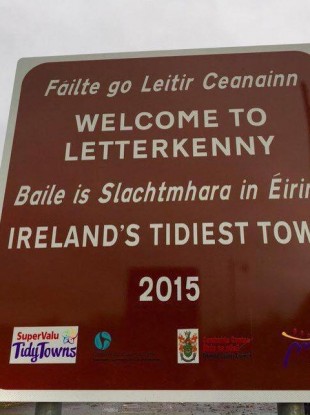 Fáilte go Leitir Ceanainn
WELCOME TO
LETTERKENNY
Baile is Slachtmhara in Éirin
IRELAND'S TIDIEST TOW
2015
SuperValu
TidyTowns